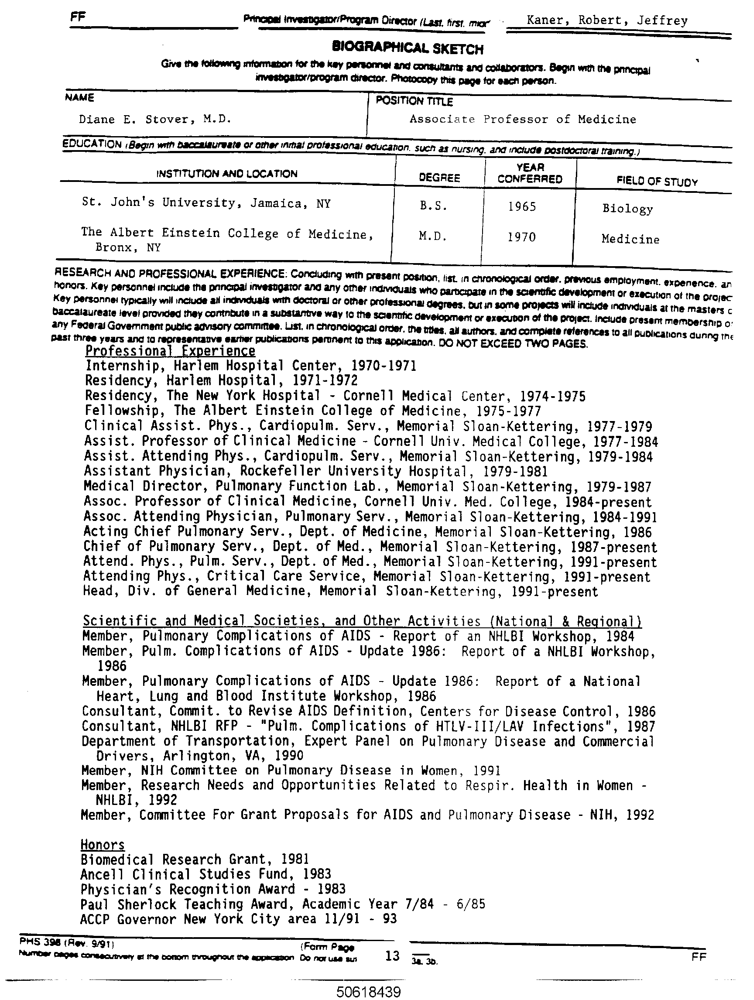 FF
Principal Investigator/Program Director (Last, first, Kaner, Robert, Jeffrey
BIOGRAPHICAL SKETCH
Give the following information for the key personnel and consultants and collaborators. Begin with the principal
investigator/program director. Photocopy this page for each person.
NAME
POSITION TITLE
Diane E. Stover, M.D.
Associate Professor of Medicine
EDUCATION (Begin with baccalaureate or other initial professional education, such as nursing, and include postdoctoral training.)
INSTITUTION AND LOCATION
DEGREE
YEAR
CONFERRED
FIELD OF STUDY
St. John's University, Jamaica, NY
B.S.
1965
Biology
The Albert Einstein College of Medicine,
Bronx, NY
M.D.
1970
Medicine
RESEARCH AND PROFESSIONAL EXPERIENCE: Concluding with present position, list, in chronological order, previous employment, experience, an
honors. Key personnel include the principal investigator and any other individuals who participate in the scientific development or execution of the projec
Key personnel typically will include all individuals with doctoral or other professional degrees, but in some projects will include individuals at the masters o
baccalaureate level provided they contribute in a substantive way to the scientific development or execution of the project. Include present membership o
any Federal Government public advisory committee. List, in chronological order, the titles, all authors, and complete references to all publications during the
past three years and to representative earlier publications pertinent to this application. DO NOT EXCEED TWO PAGES.
Professional Experience
Internship, Harlem Hospital Center, 1970-1971
Residency, Harlem Hospital, 1971-1972
Residency, The New York Hospital - Cornell Medical Center, 1974-1975
Fellowship, The Albert Einstein College of Medicine, 1975-1977
Clinical Assist. Phys., Cardiopulm. Serv., Memorial Sloan-Kettering, 1977-1979
Assist. Professor of Clinical Medicine - Cornell Univ. Medical College, 1977-1984
Assist. Attending Phys., Cardiopulm. Serv., Memorial Sloan-Kettering, 1979-1984
Assistant Physician, Rockefeller University Hospital, 1979-1981
Medical Director, Pulmonary Function Lab., Memorial Sloan-Kettering, 1979-1987
Assoc. Professor of Clinical Medicine, Cornell Univ. Med. College, 1984-present
Assoc. Attending Physician, Pulmonary Serv., Memorial Sloan-Kettering, 1984-1991
Acting Chief Pulmonary Serv., Dept. of Medicine, Memorial Sloan-Kettering, 1986
Chief of Pulmonary Serv., Dept. of Med., Memorial Sloan-Kettering, 1987-present
Attend. Phys., Pulm. Serv., Dept. of Med., Memorial Sloan-Kettering, 1991-present
Attending Phys., Critical Care Service, Memorial Sloan-Kettering, 1991-present
Head, Div. of General Medicine, Memorial Sloan-Kettering, 1991-present
Scientific and Medical Societies, and Other Activities (National & Regional)
Member, Pulmonary Complications of AIDS - Report of an NHLBI Workshop, 1984
Member, Pulm. Complications of AIDS - Update 1986: Report of a NHLBI Workshop,
1986
Member, Pulmonary Complications of AIDS - Update 1986: Report of a National
Heart, Lung and Blood Institute Workshop, 1986
Consultant, Commit. to Revise AIDS Definition, Centers for Disease Control, 1986
Consultant, NHLBI RFP - "Pulm. Complications of HTLV-III/LAV Infections", 1987
Department of Transportation, Expert Panel on Pulmonary Disease and Commercial
Drivers, Arlington, VA, 1990
Member, NIH Committee on Pulmonary Disease in Women, 1991
Member, Research Needs and Opportunities Related to Respir. Health in Women -
NHLBI, 1992
Member, Committee For Grant Proposals for AIDS and Pulmonary Disease - NIH, 1992
Honors
Biomedical Research Grant, 1981
Ancell Clinical Studies Fund, 1983
Physician's Recognition Award - 1983
Paul Sherlock Teaching Award, Academic Year 7/84 - 6/85
ACCP Governor New York City area 11/91 - 93
PHS 398 (Rev. 9/91) (Form Page
Number pages consecutively at the bottom throughout the application. Do not use 13 3a, 3b. FF
50618439